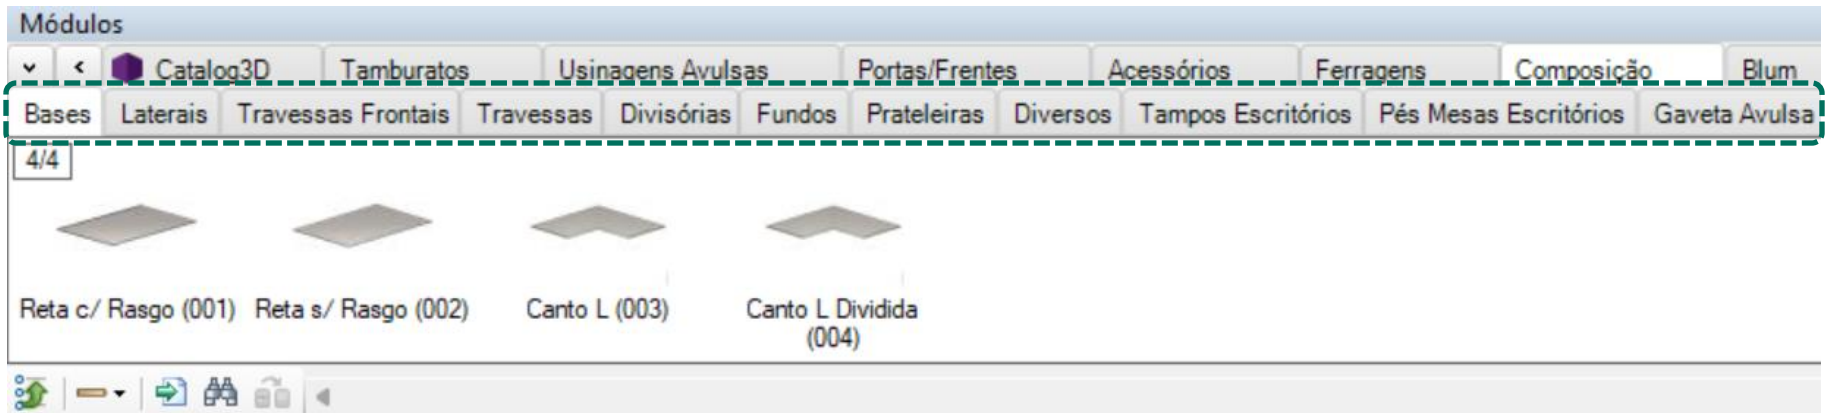 Módulos
Catalog3D Tamburatos Usinagens Avulsas Portas/Frentes Acessórios Ferragens Composição Blum
Bases Laterais Travessas Frontais Travessas Divisórias Fundos Prateleiras Diversos Tampos Escritórios Pés Mesas Escritórios Gaveta Avulsa
4/4
Reta c/ Rasgo (001) Reta s/ Rasgo (002) Canto L (003) Canto L Dividida
(004)